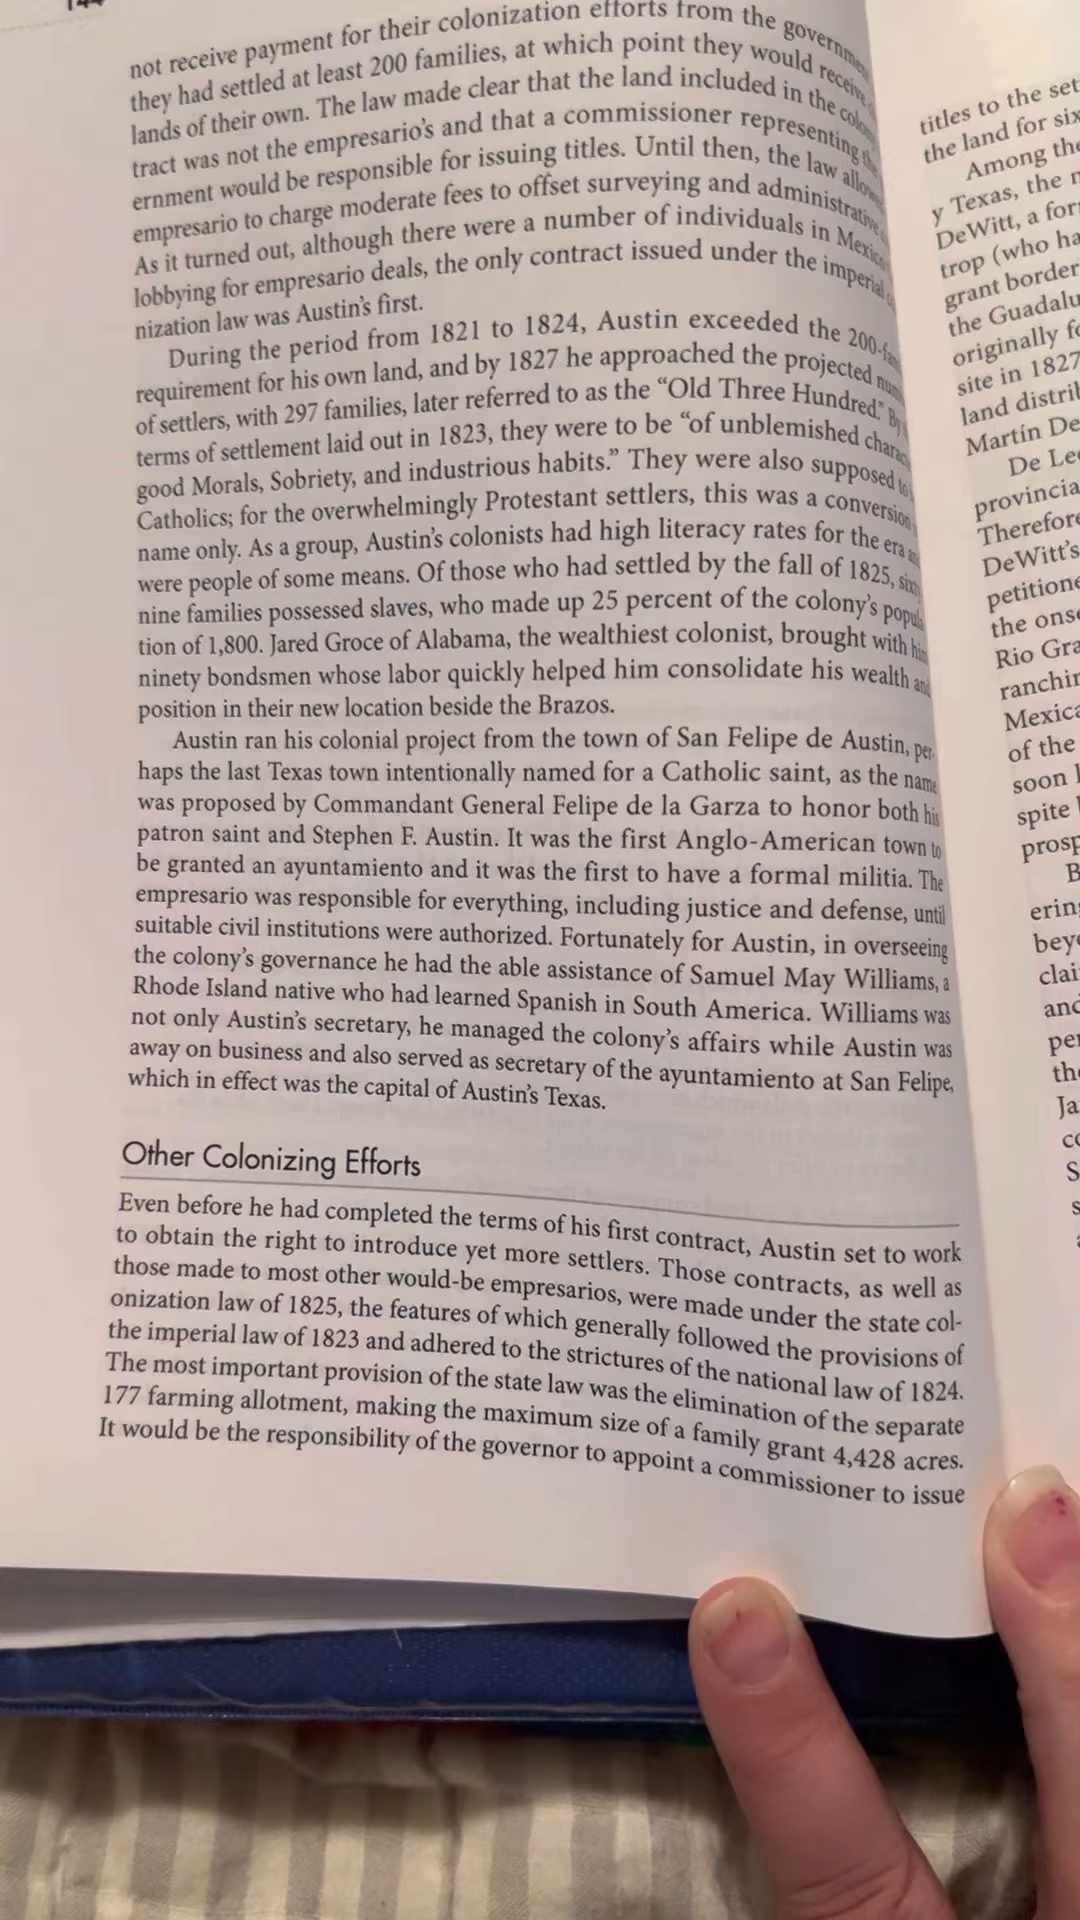 144
not receive payment for their colonization efforts from the
they had settled at least 200 families, at which point they would receive
lands of their own. The law made clear that the land included in the
tract was not the empresario's and that a commissioner representing
ernment would be responsible for issuing titles. Until then, the law
empresario to charge moderate fees to offset surveying and administrative
As it turned out, although there were a number of individuals in Mexico
lobbying for empresario deals, the only contract issued under the imperial
nization law was Austin's first.
During the period from 1821 to 1824, Austin exceeded the 200-
requirement for his own land, and by 1827 he approached the projected
of settlers, with 297 families, later referred to as the “Old Three Hundred.” By
terms of settlement laid out in 1823, they were to be “of unblemished
good Morals, Sobriety, and industrious habits.” They were also supposed to
Catholics; for the overwhelmingly Protestant settlers, this was a conversion
name only. As a group, Austin's colonists had high literacy rates for the era
were people of some means. Of those who had settled by the fall of 1825, sixty
nine families possessed slaves, who made up 25 percent of the colony's popula
tion of 1,800. Jared Groce of Alabama, the wealthiest colonist, brought with him
ninety bondsmen whose labor quickly helped him consolidate his wealth and
position in their new location beside the Brazos.
Austin ran his colonial project from the town of San Felipe de Austin, per-
haps the last Texas town intentionally named for a Catholic saint, as the name
was proposed by Commandant General Felipe de la Garza to honor both his
patron saint and Stephen F. Austin. It was the first Anglo-American town to
be granted an ayuntamiento and it was the first to have a formal militia. The
empresario was responsible for everything, including justice and defense, until
suitable civil institutions were authorized. Fortunately for Austin, in overseeing
the colony's governance he had the able assistance of Samuel May Williams, a
Rhode Island native who had learned Spanish in South America. Williams was
not only Austin's secretary, he managed the colony's affairs while Austin was
away on business and also served as secretary of the ayuntamiento at San Felipe,
which in effect was the capital of Austin's Texas.
Other Colonizing Efforts
Even before he had completed the terms of his first contract, Austin set to work
to obtain the right to introduce yet more settlers. Those contracts, as well as
those made to most other would-be empresarios, were made under the state col-
onization law of 1825, the features of which generally followed the provisions of
the imperial law of 1823 and adhered to the strictures of the national law of 1824.
The most important provision of the state law was the elimination of the separate
177 farming allotment, making the maximum size of a family grant 4,428 acres.
It would be the responsibility of the governor to appoint a commissioner to issue
titles to the set
the land for six
Among the
y Texas, the
DeWitt, a for
trop (who ha
grant border
the Guadalu
originally fo
site in 1827
land distri
Martín De
De Le
provincia
Therefore
DeWitt's
petitione
the ons
Rio Gra
ranchin
Mexica
of the
soon
spite
prosp
B
ering
bey
clai
and
per
th
Ja
co
S
s